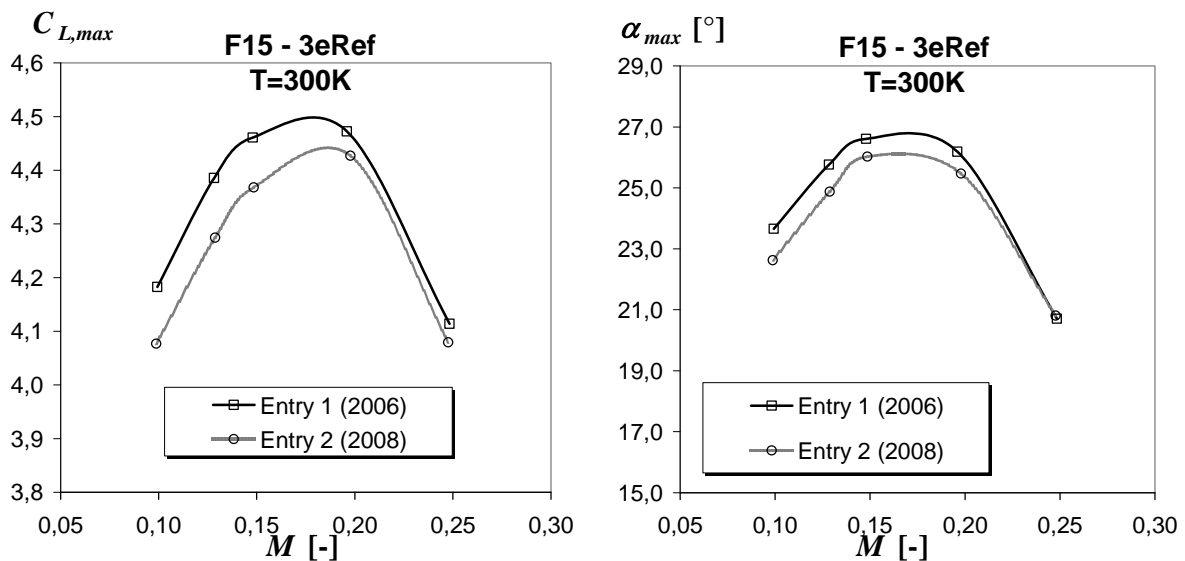 C L,max
F15 - 3eRef
T=300K
4,6
4,5
4,4
4,3
4,2
4,1
4,0
3,9
3,8
Entry 1 (2006)
Entry 2 (2008)
0,05 0,10 0,15 0,20 0,25 0,30
M [-]
α max [°]
F15 - 3eRef
T=300K
29,0
27,0
25,0
23,0
21,0
19,0
17,0
15,0
Entry 1 (2006)
Entry 2 (2008)
0,05 0,10 0,15 0,20 0,25 0,30
M [-]